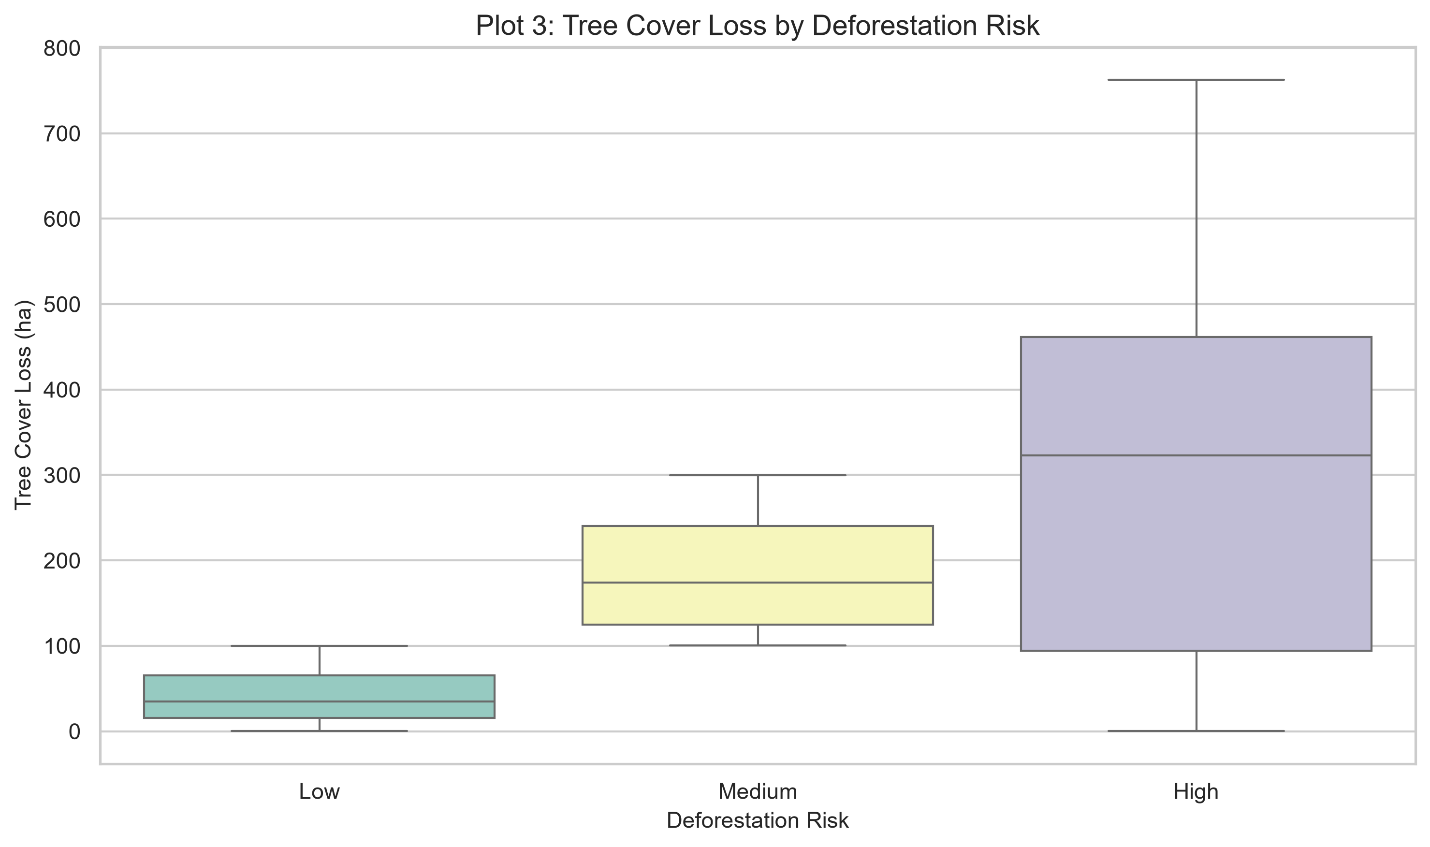 Plot 3: Tree Cover Loss by Deforestation Risk
800
700
600
500
400
300
200
100
0
Tree Cover Loss (ha)
Low
Medium
High
Deforestation Risk